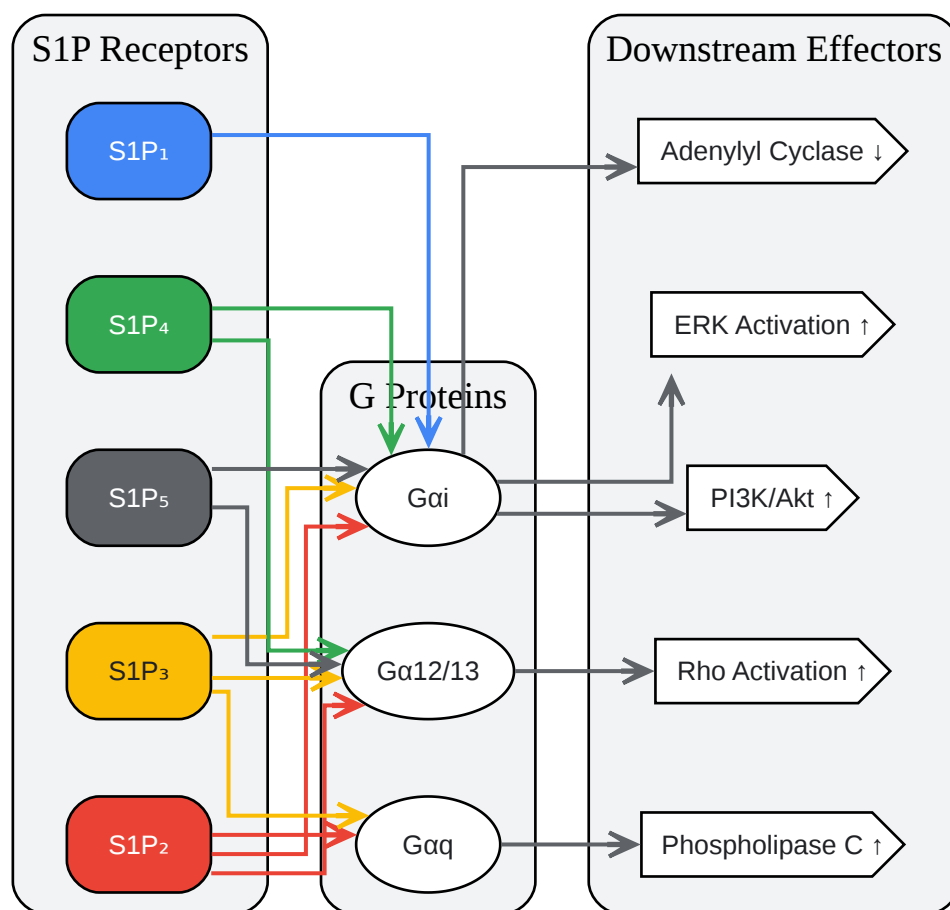 S1P Receptors
S1P₁
S1P₄
S1P₅
S1P₃
S1P₂
G Proteins
Gαi
Gα12/13
Gαq
Downstream Effectors
Adenylyl Cyclase ↓
ERK Activation ↑
PI3K/Akt ↑
Rho Activation ↑
Phospholipase C ↑